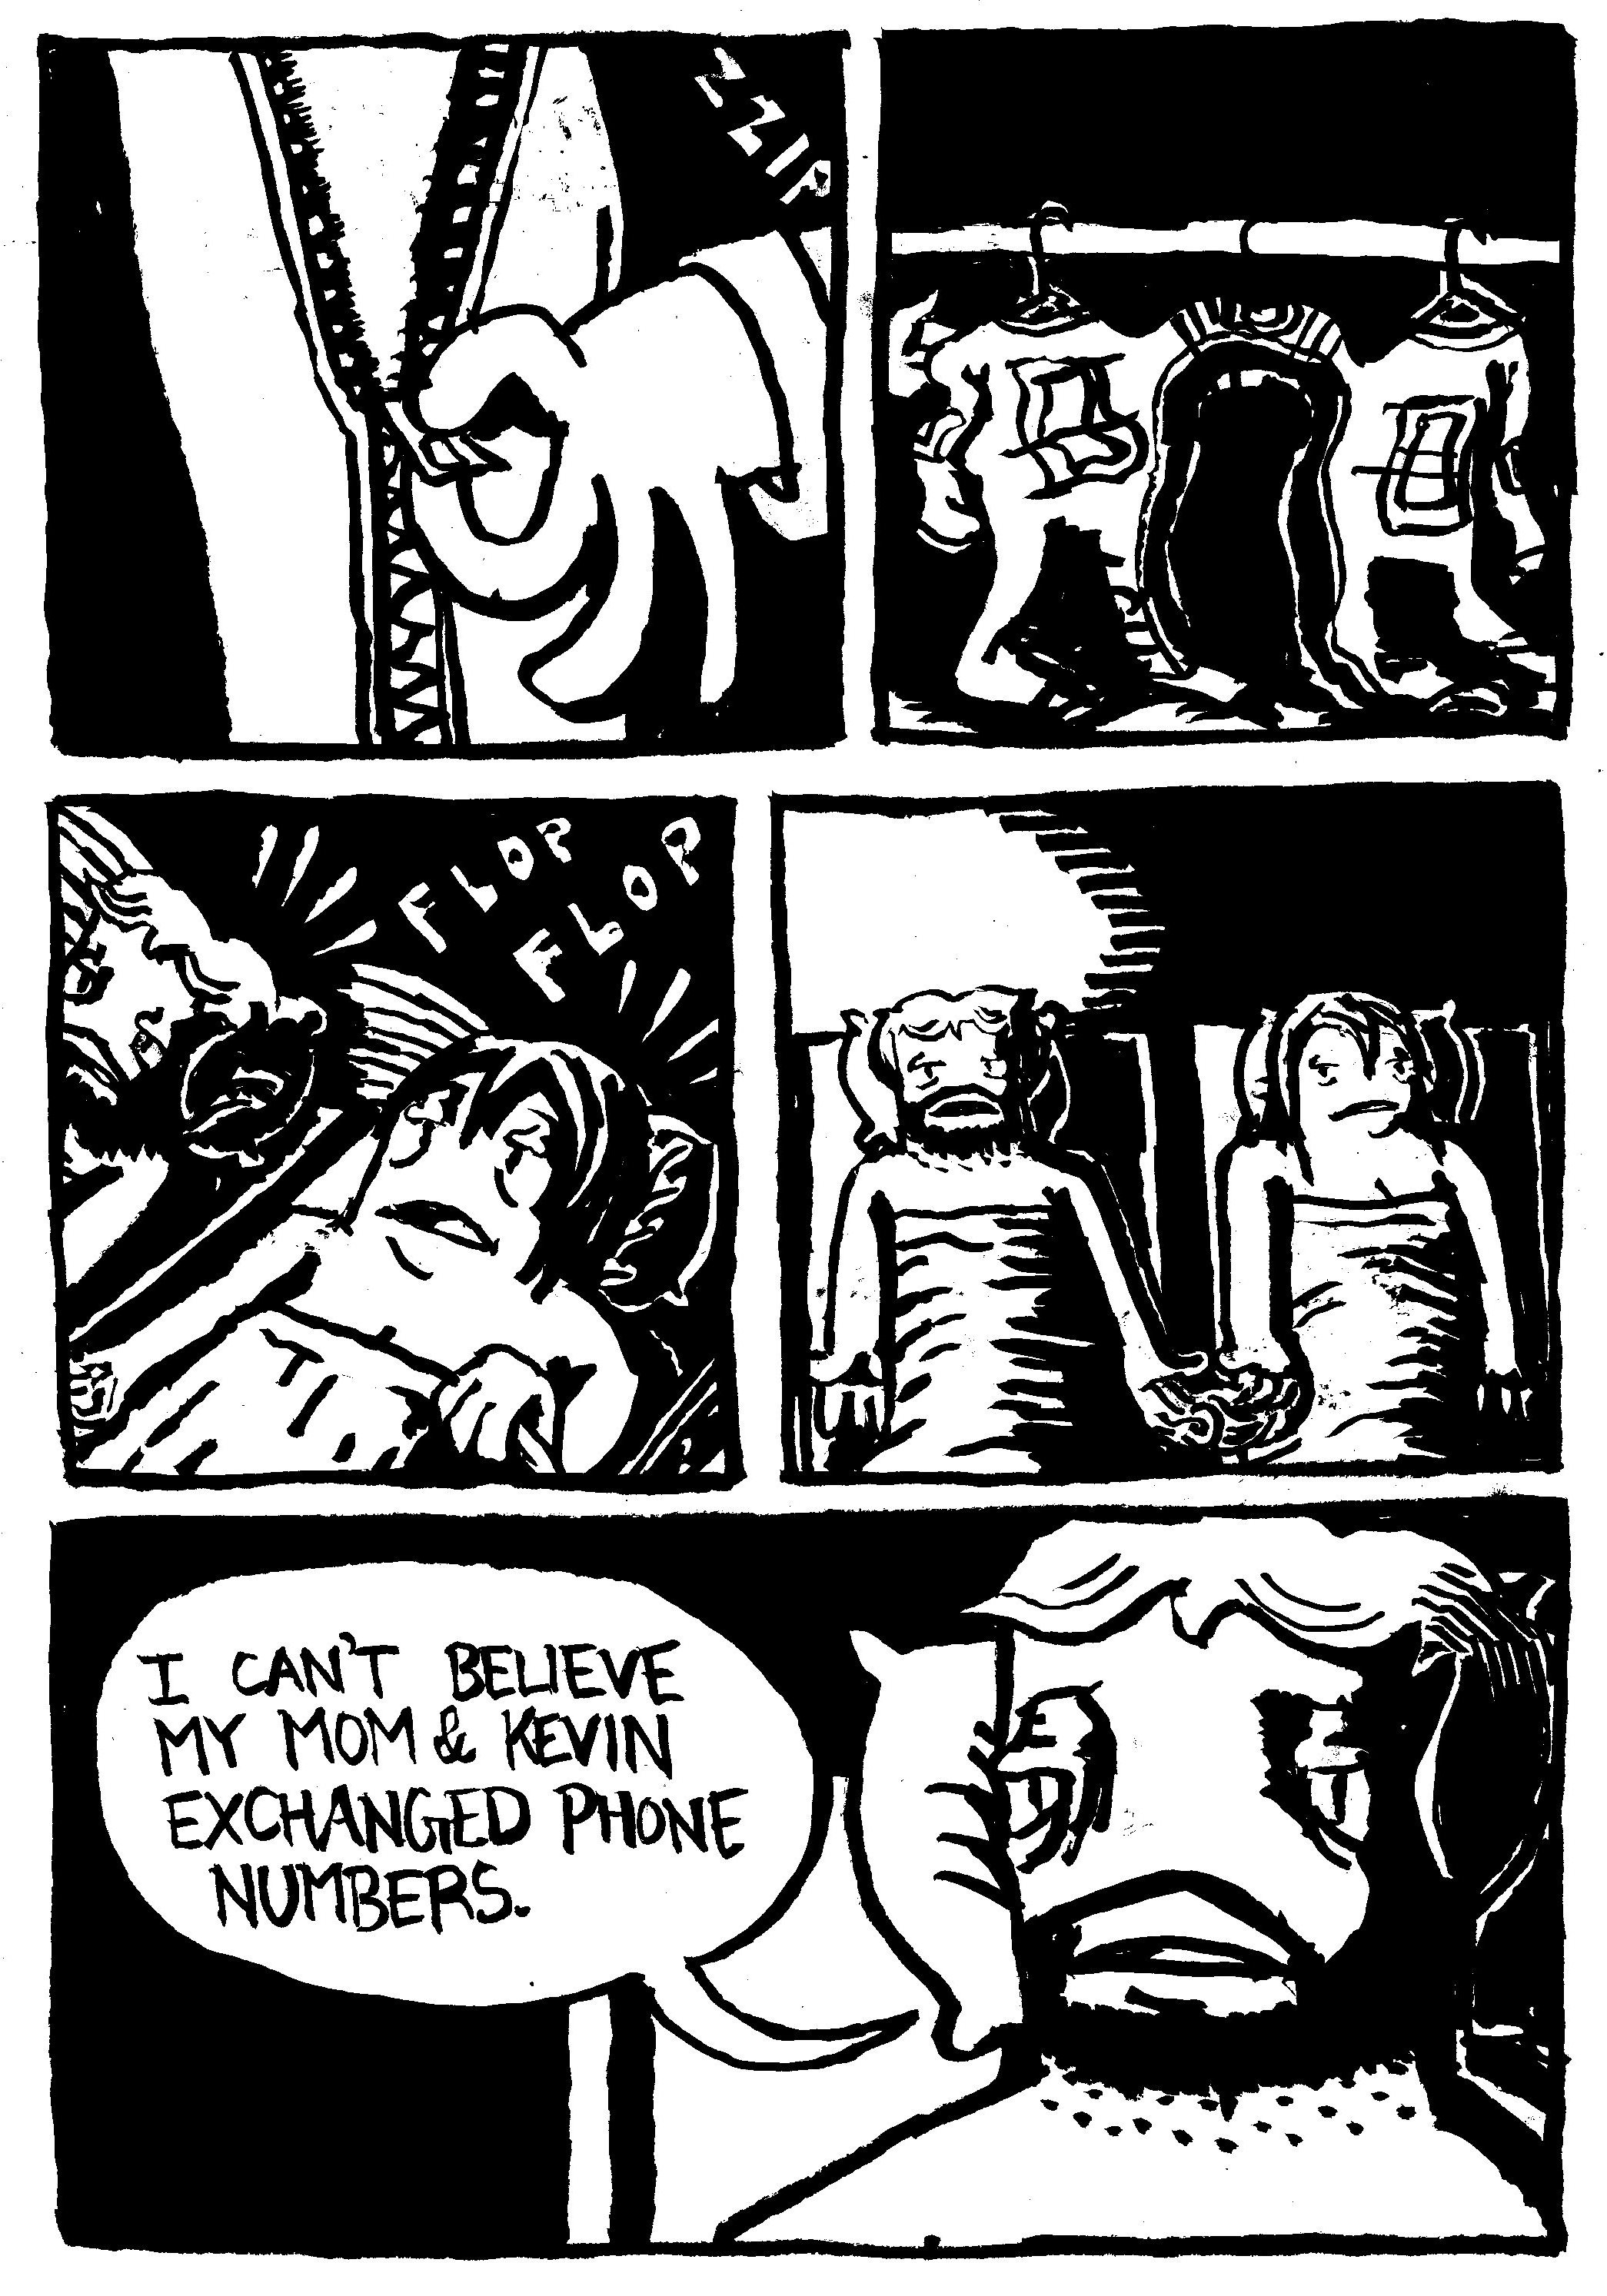 ZZIP
FLOP
FLOP
I CAN'T BELIEVE
MY MOM & KEVIN
EXCHANGED PHONE
NUMBERS.